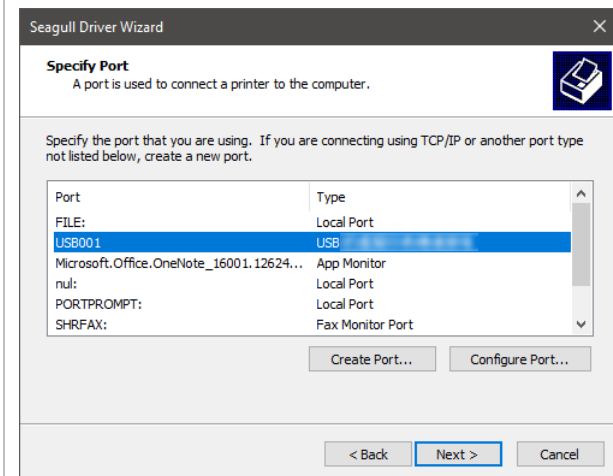 Seagull Driver Wizard
Specify Port
A port is used to connect a printer to the computer.
Specify the port that you are using. If you are connecting using TCP/IP or another port type
not listed below, create a new port.
Port Type
FILE: Local Port
USB001 USB
Microsoft.Office.OneNote_16001.12624... App Monitor
nul: Local Port
PORTPROMPT: Local Port
SHRFAX: Fax Monitor Port
Create Port... Configure Port...
< Back Next > Cancel